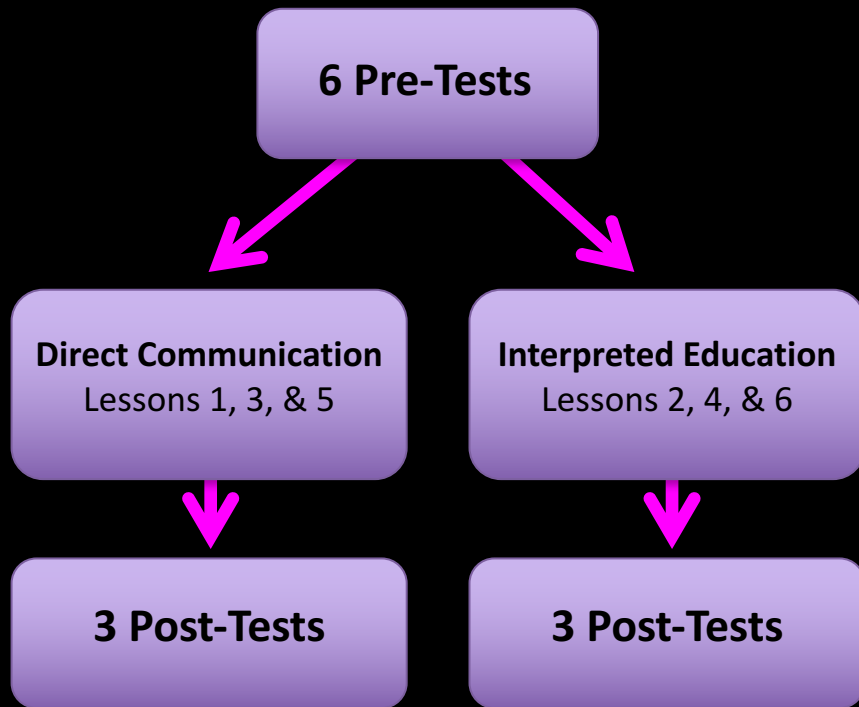 6 Pre-Tests
Direct Communication
Lessons 1, 3, & 5
Interpreted Education
Lessons 2, 4, & 6
3 Post-Tests
3 Post-Tests